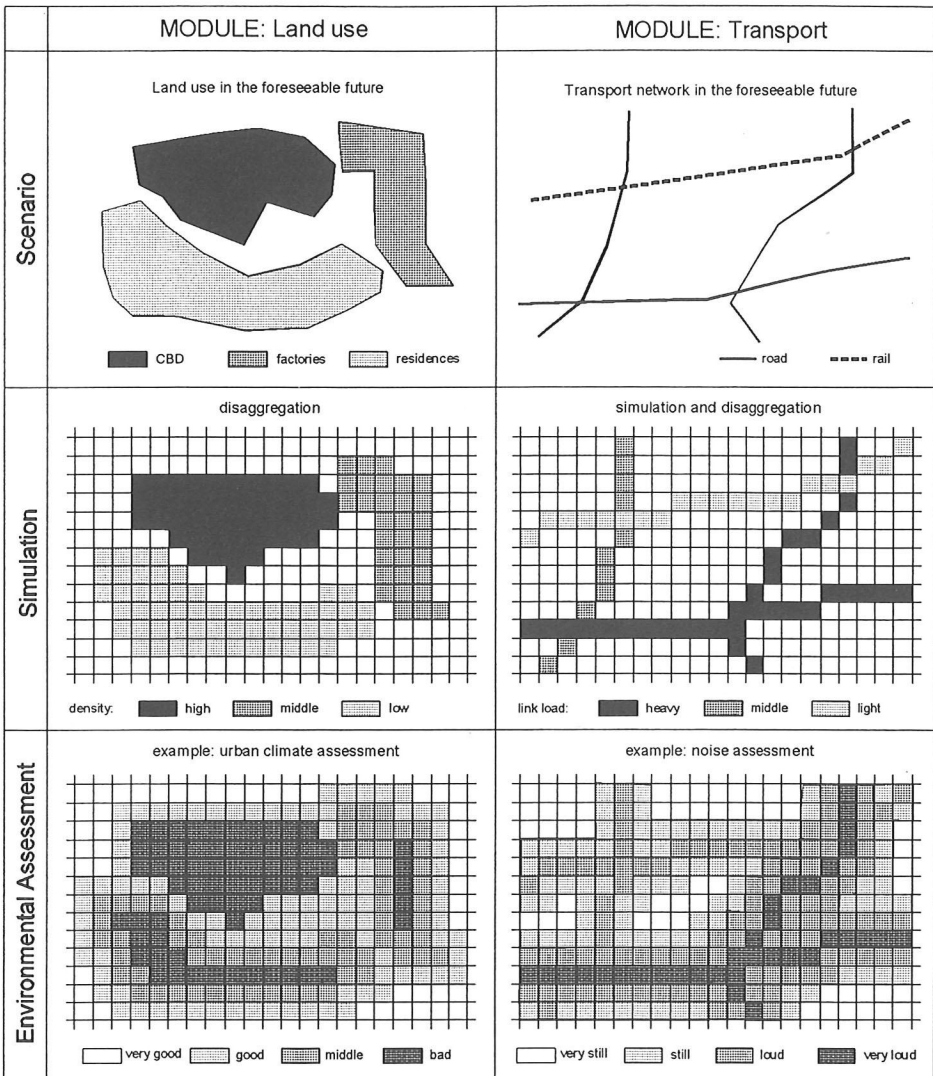 MODULE: Land use
MODULE: Transport
Scenario
Land use in the foreseeable future
CBD factories residences
Transport network in the foreseeable future
road rail
Simulation
disaggregation
density: high middle low
simulation and disaggregation
link load: heavy middle light
Environmental Assessment
example: urban climate assessment
very good good middle bad
example: noise assessment
very still still loud very loud